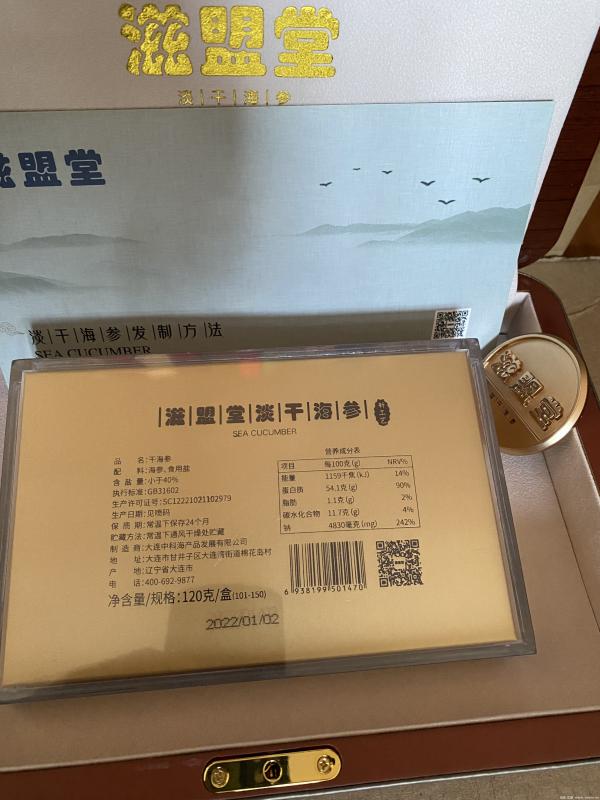 滋盟堂
淡|干|海|参
滋盟堂
淡|干|海|参|发|制|方|法
SEA CUCUMBER
滋盟堂淡|干|海|参
SEA CUCUMBER
品 名:干海参
配 料:海参、食用盐
含 盐 量:小于40%
执行标准:GB31602
生产许可证号:SC12221021102979
生产日期:见喷码
保 质 期:常温下保存24个月
贮藏方法:常温下通风干燥处贮藏
制 造 商:大连中科海产品发展有限公司
地 址:大连市甘井子区大连湾街道棉花岛村
产 地:辽宁省大连市
电 话:400-692-9877
净含量/规格:120克/盒(101-150)
2022/01/02
营养成分表
项目 每100克(g) NRV%
能量 1159千焦(kJ) 14%
蛋白质 54.1克(g) 90%
脂肪 1.1克(g) 2%
碳水化合物 11.7克(g) 4%
钠 4830毫克(mg) 242%
6 938199 501470